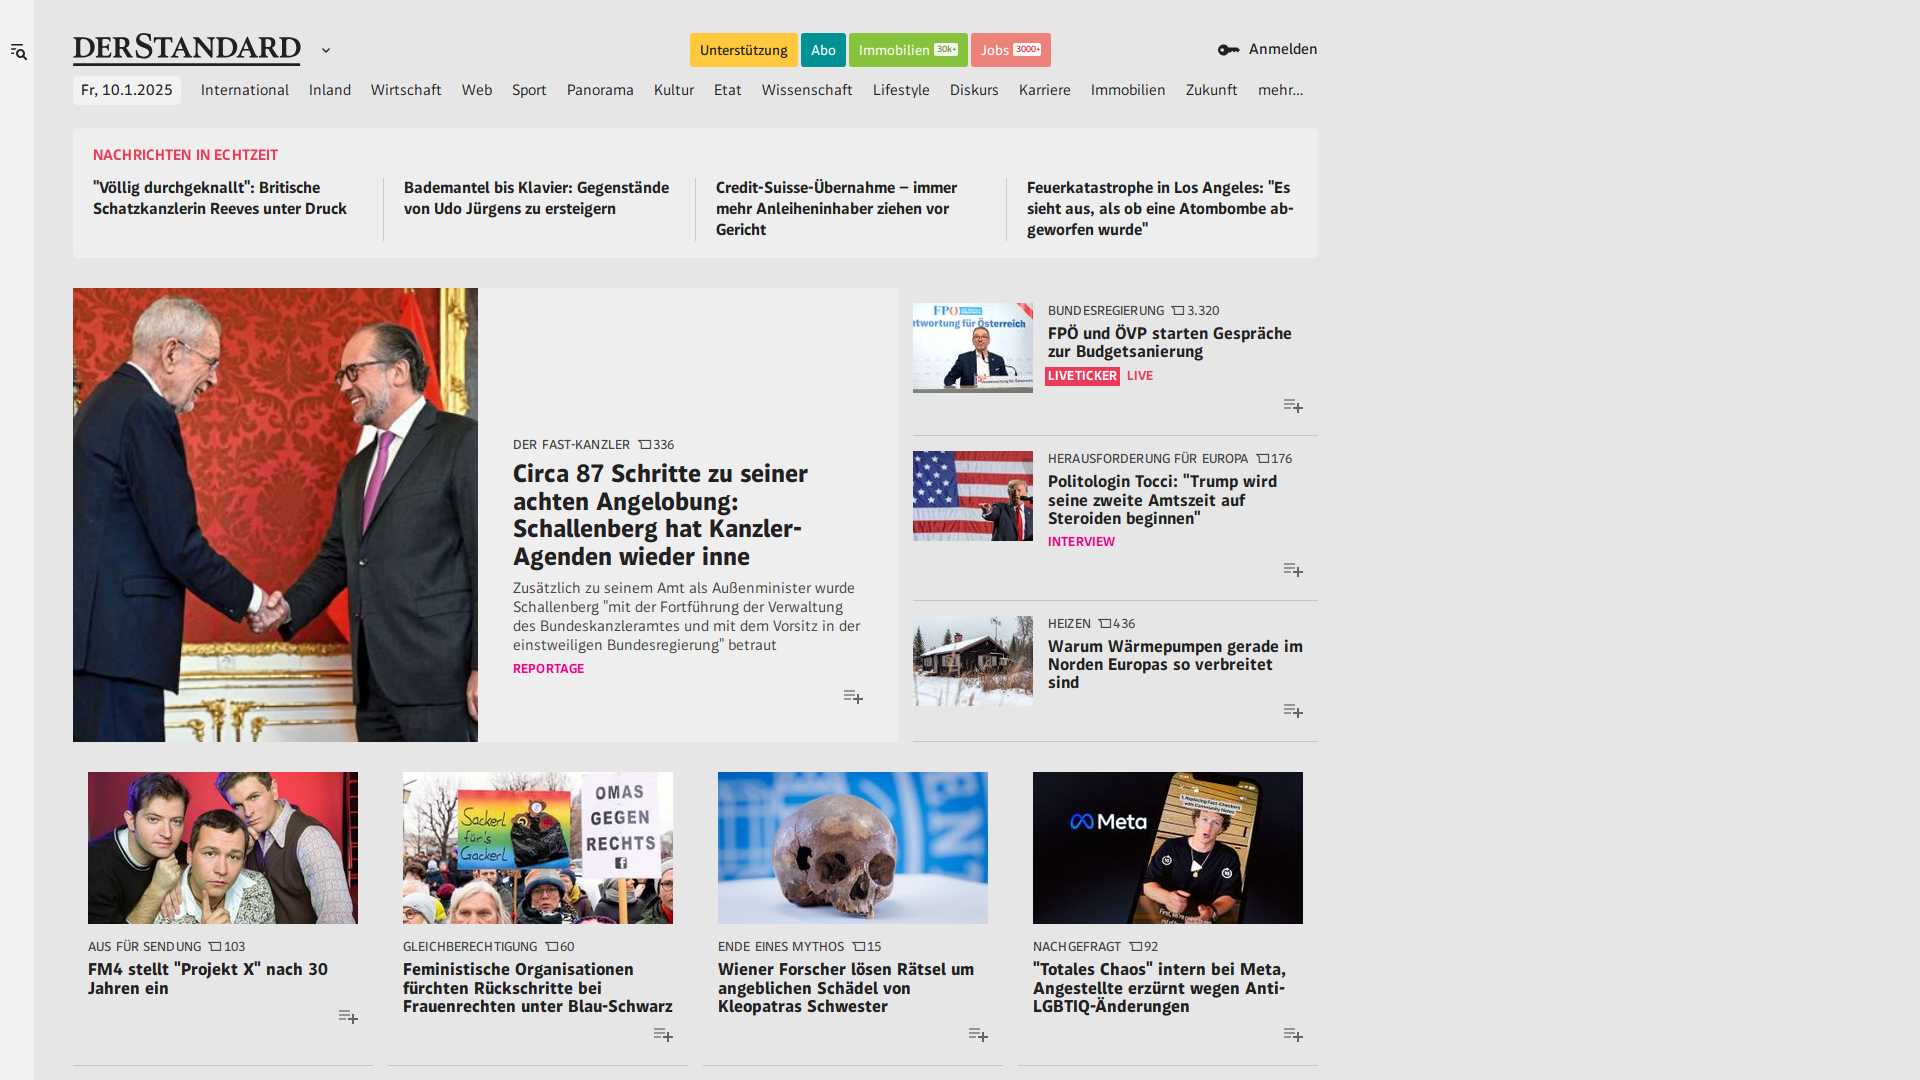 DERSTANDARD
Unterstützung
Abo
Immobilien 30k+
Jobs 3000+
Anmelden
Fr, 10.1.2025
International
Inland
Wirtschaft
Web
Sport
Panorama
Kultur
Etat
Wissenschaft
Lifestyle
Diskurs
Karriere
Immobilien
Zukunft
mehr…
NACHRICHTEN IN ECHTZEIT
"Völlig durchgeknallt": Britische
Schatzkanzlerin Reeves unter Druck
Bademantel bis Klavier: Gegenstände
von Udo Jürgens zu ersteigern
Credit-Suisse-Übernahme – immer
mehr Anleiheninhaber ziehen vor
Gericht
Feuerkatastrophe in Los Angeles: "Es
sieht aus, als ob eine Atombombe ab-
geworfen wurde"
DER FAST-KANZLER 336
Circa 87 Schritte zu seiner
achten Angelobung:
Schallenberg hat Kanzler-
Agenden wieder inne
Zusätzlich zu seinem Amt als Außenminister wurde
Schallenberg "mit der Fortführung der Verwaltung
des Bundeskanzleramtes und mit dem Vorsitz in der
einstweiligen Bundesregierung" betraut
REPORTAGE
FPÖ
ntwortung für Österreich
BUNDESREGIERUNG 3.320
FPÖ und ÖVP starten Gespräche
zur Budgetsanierung
LIVETICKER LIVE
HERAUSFORDERUNG FÜR EUROPA 176
Politologin Tocci: "Trump wird
seine zweite Amtszeit auf
Steroiden beginnen"
INTERVIEW
HEIZEN 436
Warum Wärmepumpen gerade im
Norden Europas so verbreitet
sind
AUS FÜR SENDUNG 103
FM4 stellt "Projekt X" nach 30
Jahren ein
Sackerl
für's
Gackerl
OMAS
GEGEN
RECHTS
GLEICHBERECHTIGUNG 60
Feministische Organisationen
fürchten Rückschritte bei
Frauenrechten unter Blau-Schwarz
ENDE EINES MYTHOS 15
Wiener Forscher lösen Rätsel um
angeblichen Schädel von
Kleopatras Schwester
Meta
NACHGEFRAGT 92
"Totales Chaos" intern bei Meta,
Angestellte erzürnt wegen Anti-
LGBTIQ-Änderungen